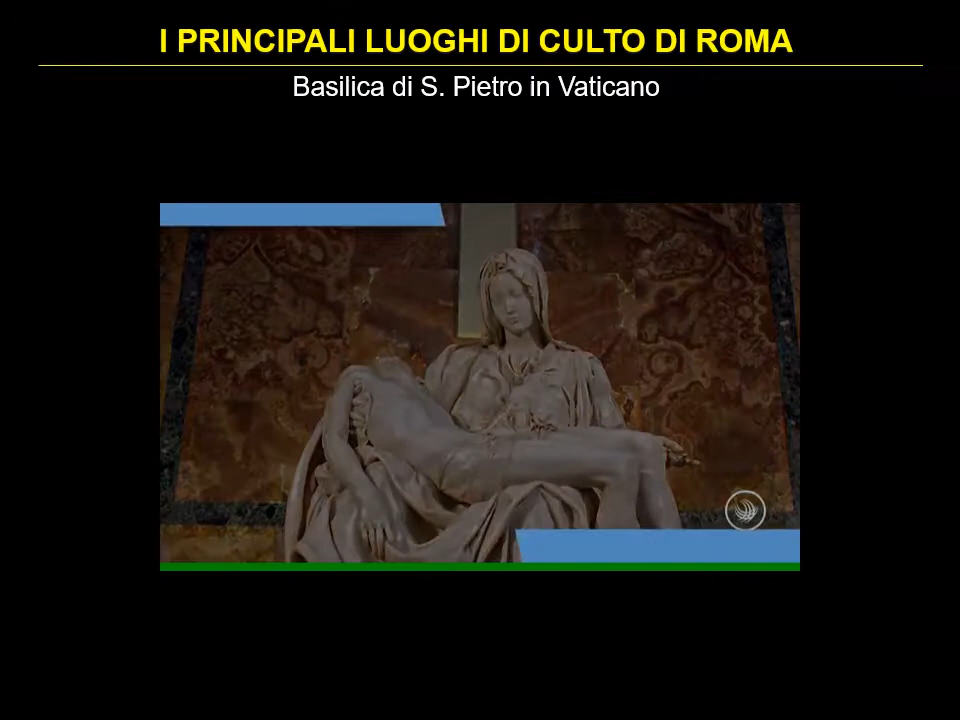 I PRINCIPALI LUOGHI DI CULTO DI ROMA
Basilica di S. Pietro in Vaticano